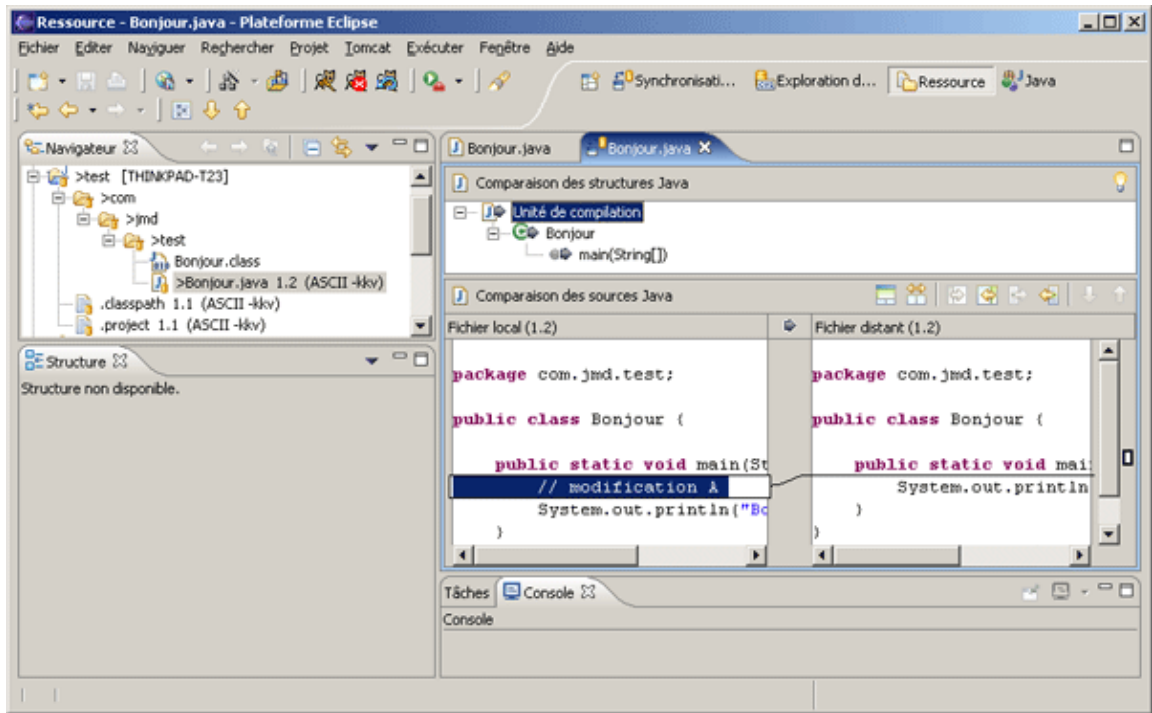 Ressource - Bonjour.java - Plateforme Eclipse
Fichier Editer Naviguer Rechercher Projet Tomcat Exécuter Fenêtre Aide
Synchronisati... Exploration d... Ressource Java
Navigateur
Bonjour.java Bonjour.java
>test [THINKPAD-T23]
>com
>jmd
>test
Bonjour.class
>Bonjour.java 1.2 (ASCII -kkv)
.classpath 1.1 (ASCII -kkv)
.project 1.1 (ASCII -kkv)
Structure
Structure non disponible.
Comparaison des structures Java
Unité de compilation
Bonjour
main(String[])
Comparaison des sources Java
Fichier local (1.2)
package com.jmd.test;
public class Bonjour {
public static void main(St
// modification A
System.out.println("Bo
}
Fichier distant (1.2)
package com.jmd.test;
public class Bonjour {
public static void mai
System.out.println
}
}
Tâches Console
Console